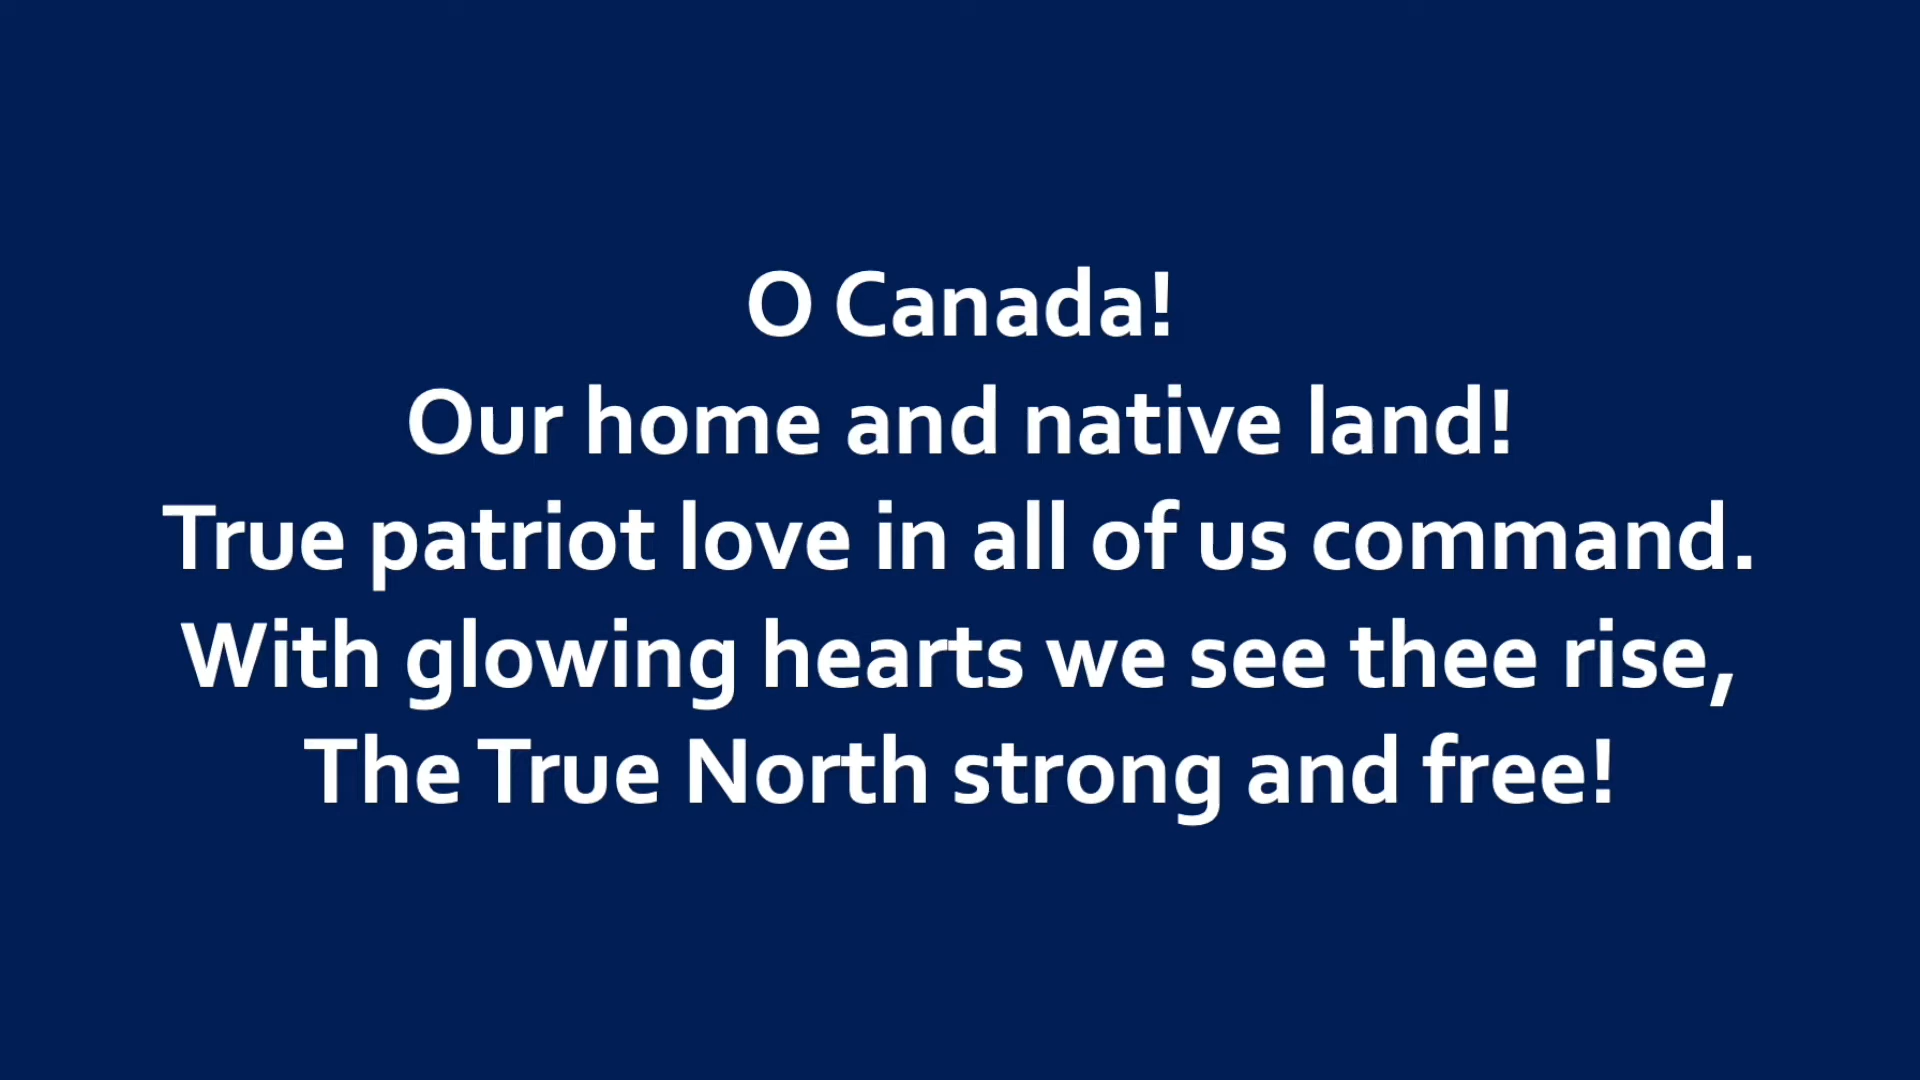 O Canada!
Our home and native land!
True patriot love in all of us command.
With glowing hearts we see thee rise,
The True North strong and free!